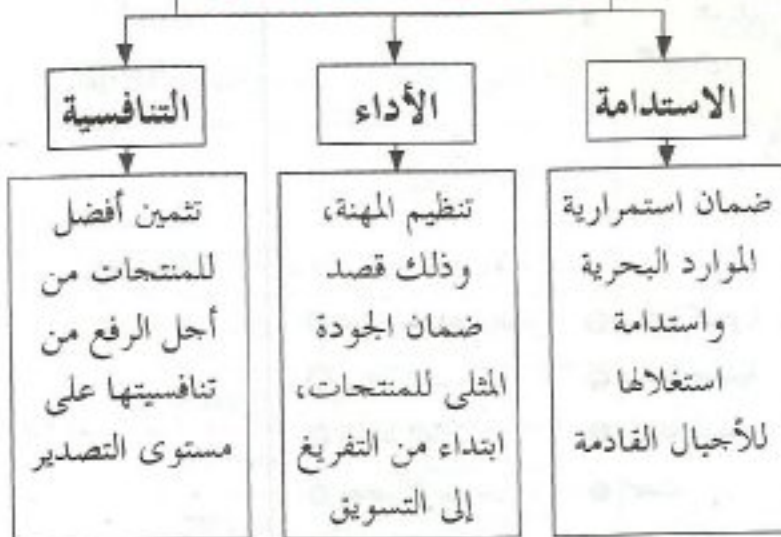 الاستدامة
ضمان استمرارية
الموارد البحرية
واستدامة
استغلالها
للأجيال القادمة
الأداء
تنظيم المهنة،
وذلك قصد
ضمان الجودة
المثلى للمنتجات،
ابتداء من التفريغ
إلى التسويق
التنافسية
تثمين أفضل
للمنتجات من
أجل الرفع من
تنافسيتها على
مستوى التصدير